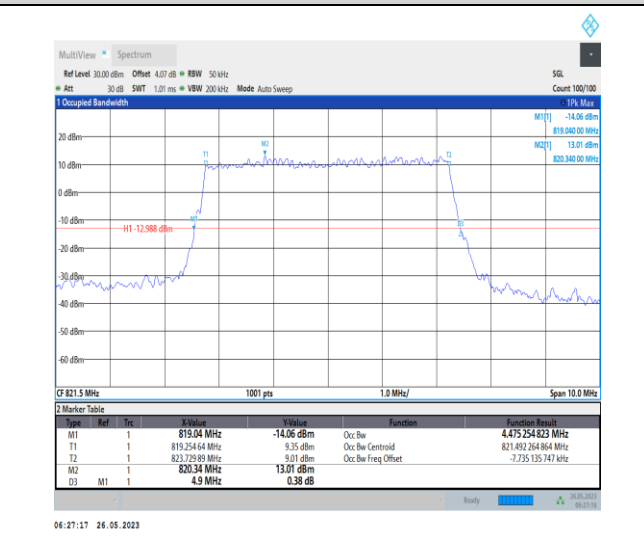 MultiView Spectrum
Ref Level 30.00 dBm Offset 4.07 dB RBW 50 kHz SGL
Att 30 dB SWT 1.01 ms VBW 200 kHz Mode Auto Sweep Count 100/100
1 Occupied Bandwidth 1Pk Max
M1[1] -14.06 dBm
819.040 00 MHz
M2[1] 13.01 dBm
820.340 00 MHz
20 dBm
M2
T1 T2
10 dBm
0 dBm
-10 dBm
M1 D3
H1 -12.988 dBm
-20 dBm
-30 dBm
-40 dBm
-50 dBm
-60 dBm
CF 821.5 MHz 1001 pts 1.0 MHz/ Span 10.0 MHz
2 Marker Table
Type Ref Trc X-Value Y-Value Function Function Result
M1 1 819.04 MHz -14.06 dBm Occ Bw 4.475 254 823 MHz
T1 1 819.254 64 MHz 9.35 dBm Occ Bw Centroid 821.492 264 864 MHz
T2 1 823.729 89 MHz 9.01 dBm Occ Bw Freq Offset -7.735 135 747 kHz
M2 1 820.34 MHz 13.01 dBm
D3 M1 1 4.9 MHz 0.38 dB
Ready 26.05.2023
06:27:16
06:27:17 26.05.2023